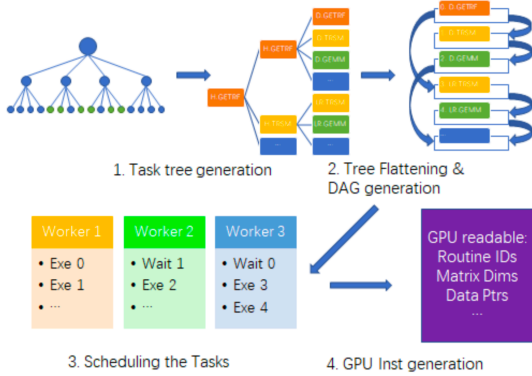 H.GETRF
H.GETRF
H.TRSM
...
D.GETRF
D.TRSM
D.GEMM
...
LR.TRSM
LR.GEMM
...
0. D.GETRF
D.TRSM
2. D.GEMM
LR.TRSM
4. LR.GEMM
...
1. Task tree generation
2. Tree Flattening &
DAG generation
Worker 1
• Exe 0
• Exe 1
• ...
Worker 2
• Wait 1
• Exe 2
• ...
Worker 3
• Wait 0
• Exe 3
• Exe 4
GPU readable:
Routine IDs
Matrix Dims
Data Ptrs
...
3. Scheduling the Tasks
4. GPU Inst generation